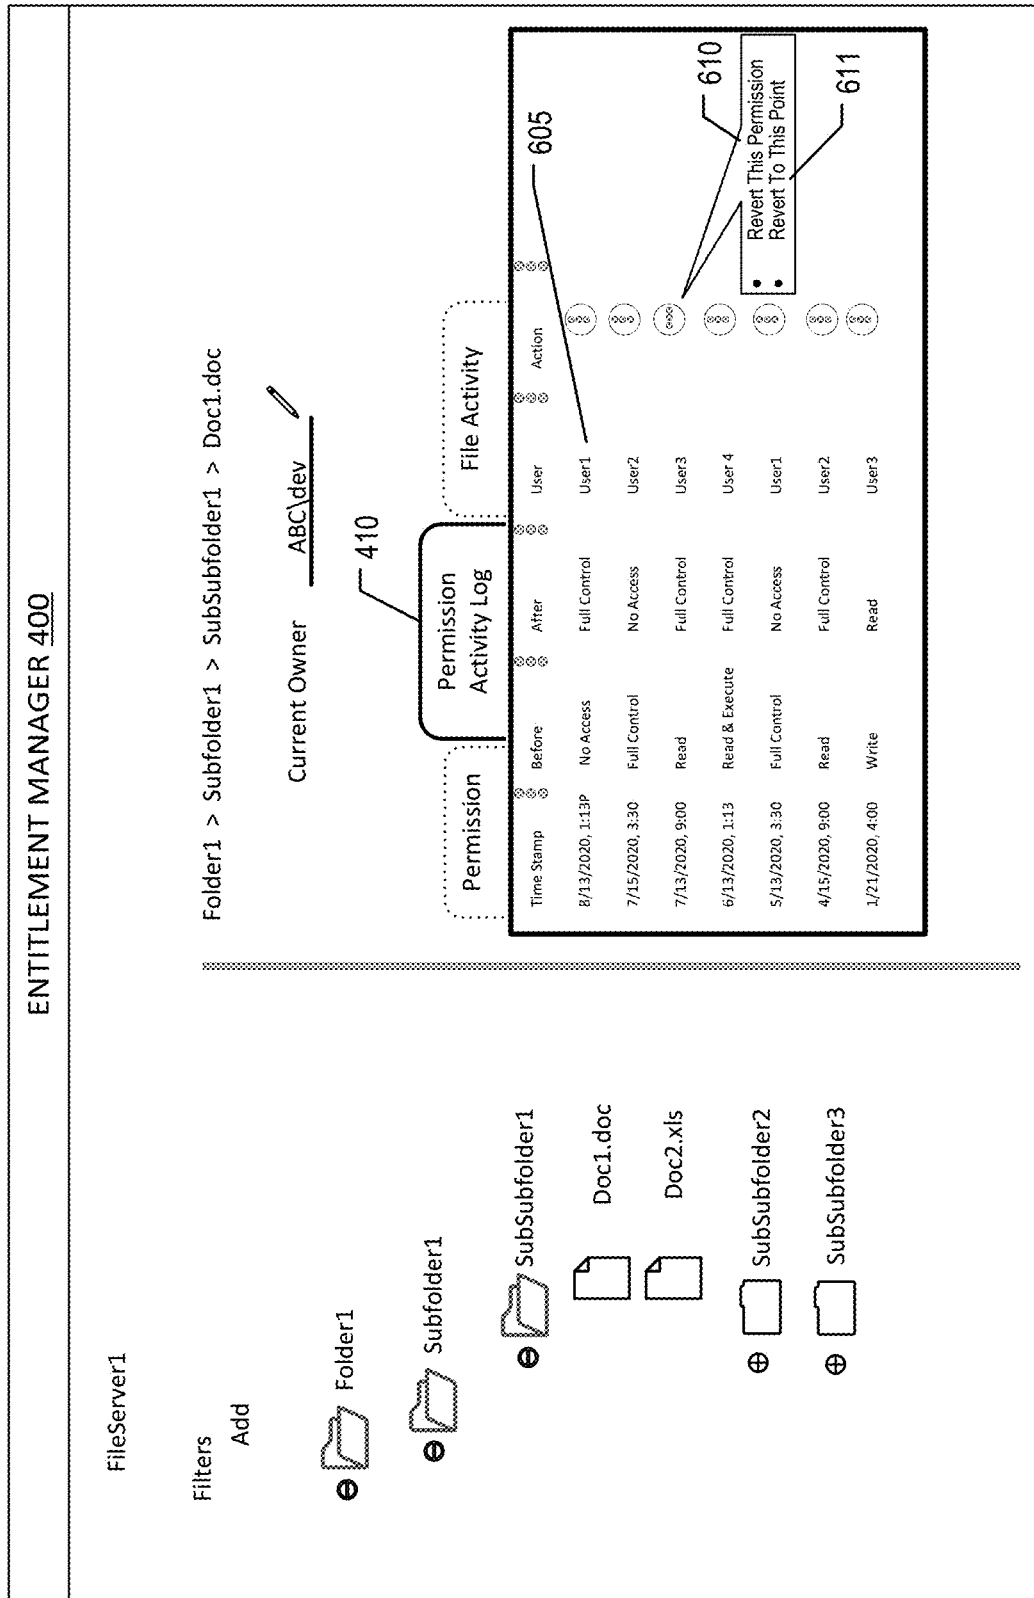 ENTITLEMENT MANAGER 400
FileServer1
Filters
Add
Folder1
Subfolder1
SubSubfolder1
Doc1.doc
Doc2.xls
SubSubfolder2
SubSubfolder3
Folder1 > Subfolder1 > SubSubfolder1 > Doc1.doc
Current Owner ABC\dev
410
Permission
Permission
Activity Log
File Activity
605
610
Time Stamp Before After User Action
8/13/2020, 1:13P No Access Full Control User1
7/15/2020, 3:30 Full Control No Access User2
7/13/2020, 9:00 Read Full Control User3
6/13/2020, 1:13 Read & Execute Full Control User 4
5/13/2020, 3:30 Full Control No Access User1
4/15/2020, 9:00 Read Full Control User2
1/21/2020, 4:00 Write Read User3
• Revert This Permission
• Revert To This Point
611